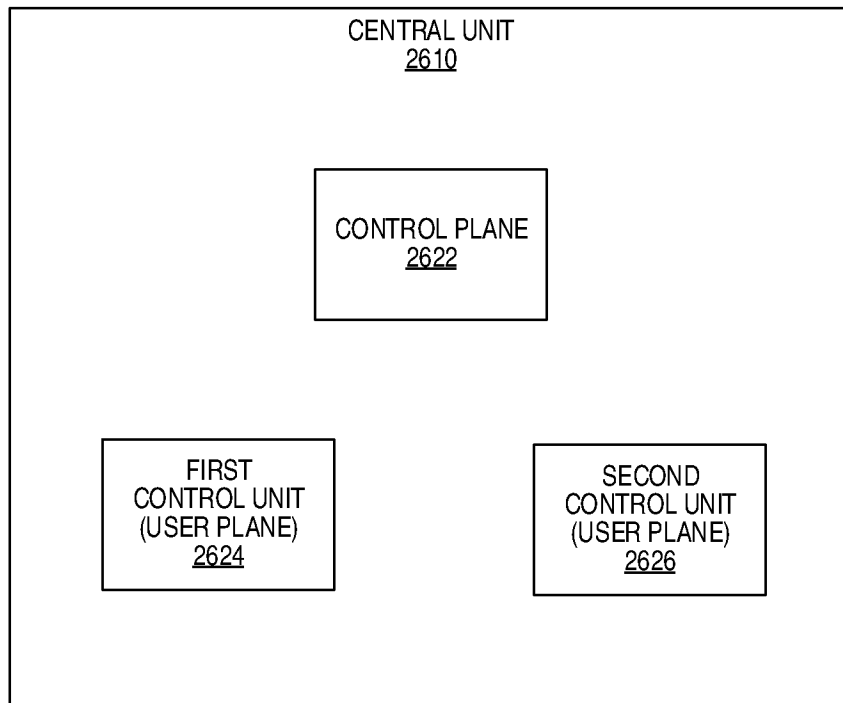 CENTRAL UNIT
2610
CONTROL PLANE
2622
FIRST
CONTROL UNIT
(USER PLANE)
2624
SECOND
CONTROL UNIT
(USER PLANE)
2626